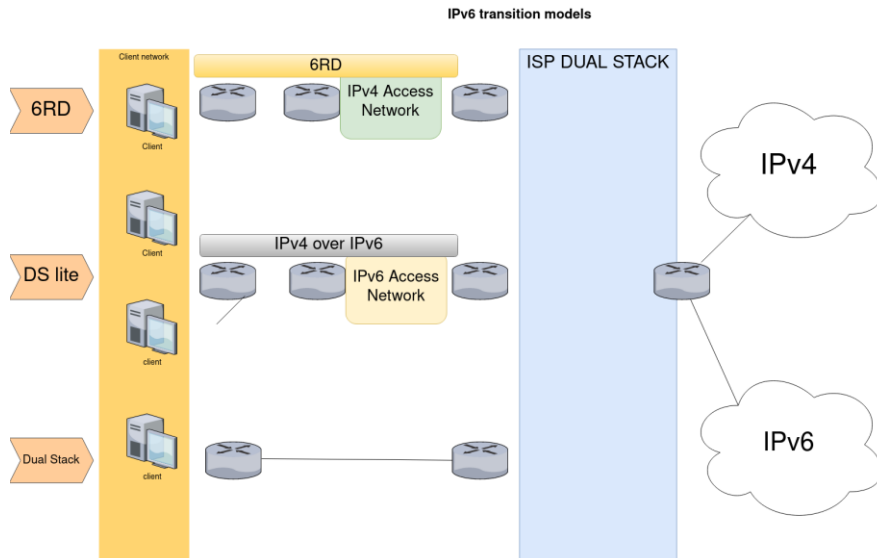 IPv6 transition models
Client network
6RD
ISP DUAL STACK
6RD
IPv4 Access
Network
Client
IPv4
Client
IPv4 over IPv6
DS lite
IPv6 Access
Network
client
IPv6
Dual Stack
client